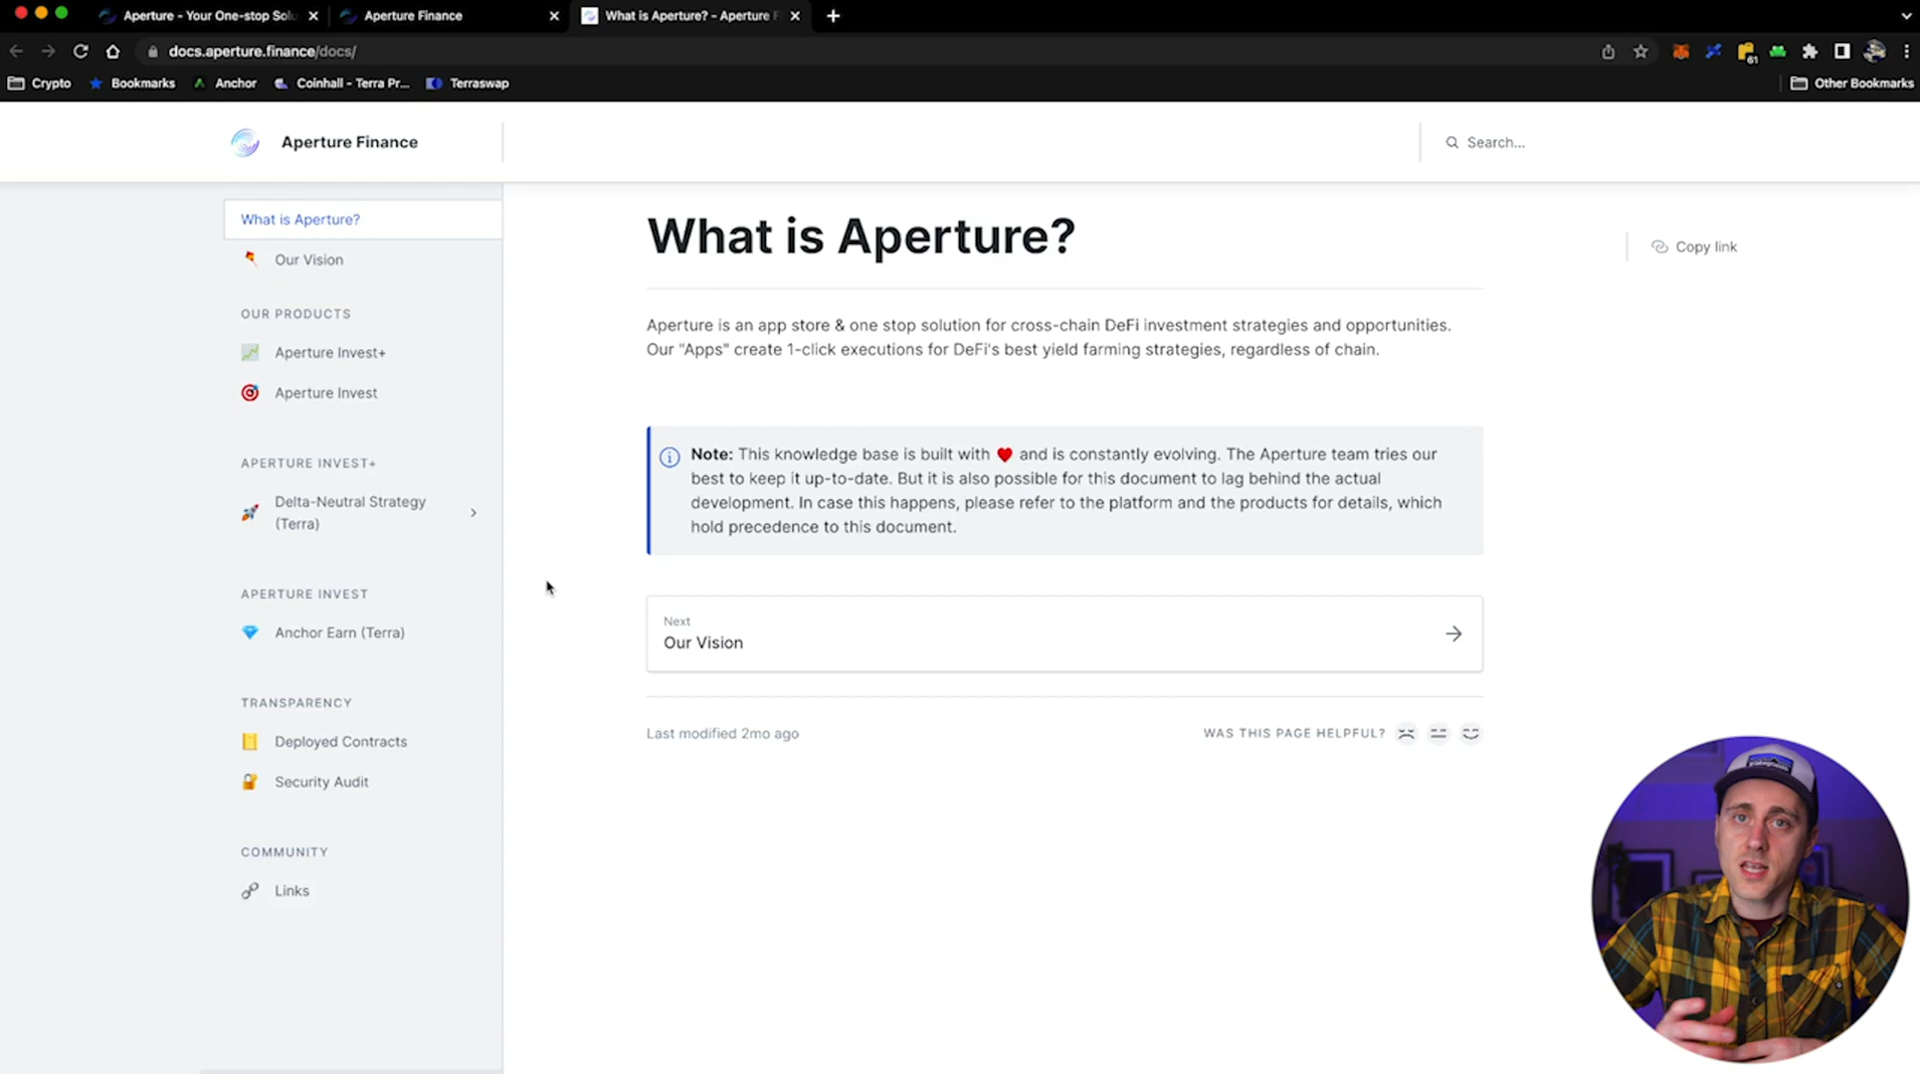 Aperture - Your One-stop Solu
Aperture Finance
What is Aperture? - Aperture F
docs.aperture.finance/docs/
61
Crypto
Bookmarks
Anchor
Coinhall - Terra Pr...
Terraswap
Other Bookmarks
Aperture Finance
Search...
What is Aperture?
Our Vision
OUR PRODUCTS
Aperture Invest+
Aperture Invest
APERTURE INVEST+
Delta-Neutral Strategy
(Terra)
APERTURE INVEST
Anchor Earn (Terra)
TRANSPARENCY
Deployed Contracts
Security Audit
COMMUNITY
Links
What is Aperture?
Copy link
Aperture is an app store & one stop solution for cross-chain DeFi investment strategies and opportunities.
Our "Apps" create 1-click executions for DeFi's best yield farming strategies, regardless of chain.
Note: This knowledge base is built with ❤️ and is constantly evolving. The Aperture team tries our
best to keep it up-to-date. But it is also possible for this document to lag behind the actual
development. In case this happens, please refer to the platform and the products for details, which
hold precedence to this document.
Next
Our Vision
Last modified 2mo ago
WAS THIS PAGE HELPFUL?